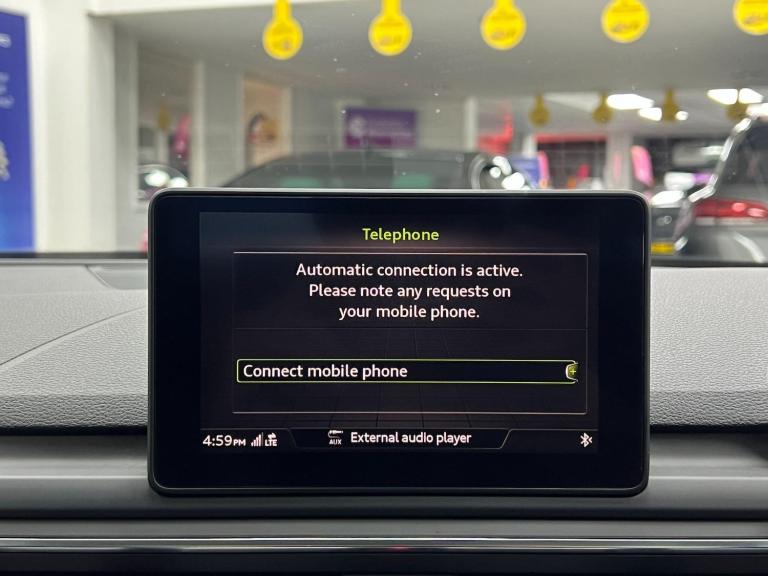 Telephone
Automatic connection is active.
Please note any requests on
your mobile phone.
Connect mobile phone
4:59PM LTE
AUX External audio player